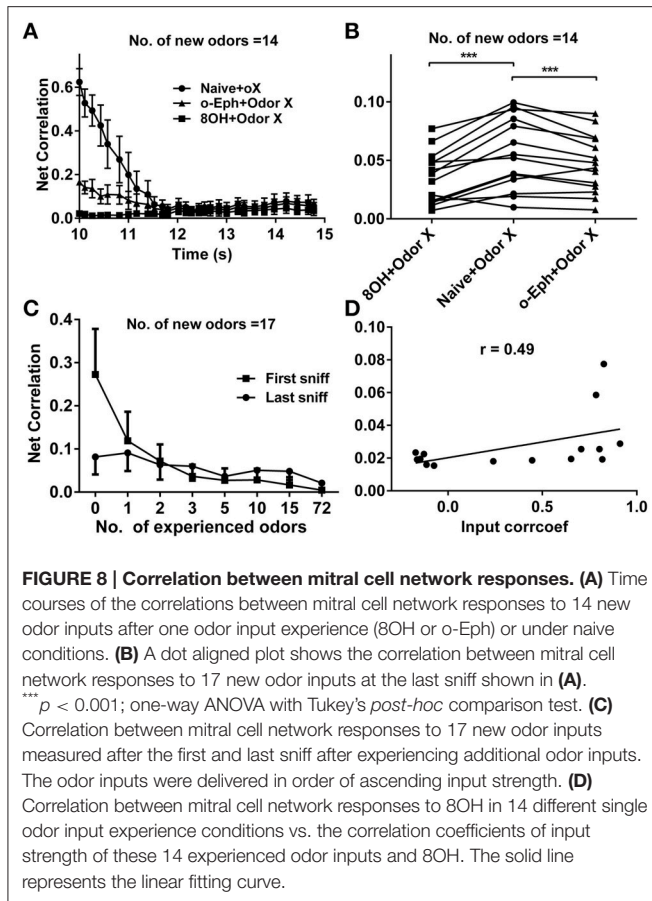 A
No. of new odors =14
Net Correlation
0.6
0.4
0.2
0.0
Naive+oX
o-Eph+Odor X
8OH+Odor X
10 11 12 13 14 15
Time (s)
B
No. of new odors =14
*** ***
0.10
0.05
0.00
8OH+Odor X
Naive+Odor X
o-Eph+Odor X
C
No. of new odors =17
Net Correlation
0.4
0.3
0.2
0.1
0.0
First sniff
Last sniff
0 1 2 3 5 10 15 72
No. of experienced odors
D
r = 0.49
0.10
0.08
0.06
0.04
0.02
0.00
0.0 0.5 1.0
Input corrcoef
FIGURE 8 | Correlation between mitral cell network responses. (A) Time
courses of the correlations between mitral cell network responses to 14 new
odor inputs after one odor input experience (8OH or o-Eph) or under naive
conditions. (B) A dot aligned plot shows the correlation between mitral cell
network responses to 17 new odor inputs at the last sniff shown in (A).
***p < 0.001; one-way ANOVA with Tukey's post-hoc comparison test. (C)
Correlation between mitral cell network responses to 17 new odor inputs
measured after the first and last sniff after experiencing additional odor inputs.
The odor inputs were delivered in order of ascending input strength. (D)
Correlation between mitral cell network responses to 8OH in 14 different single
odor input experience conditions vs. the correlation coefficients of input
strength of these 14 experienced odor inputs and 8OH. The solid line
represents the linear fitting curve.